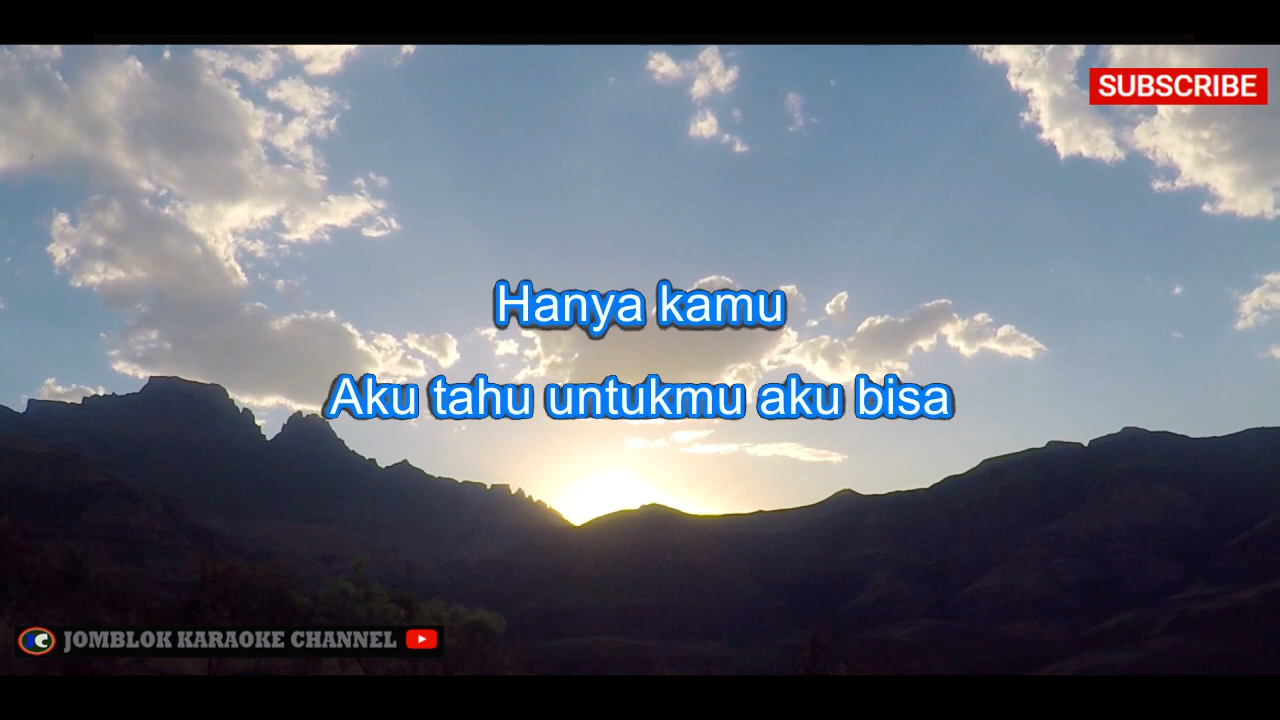 SUBSCRIBE
Hanya kamu
Aku tahu untukmu aku bisa
JOMBLOK KARAOKE CHANNEL